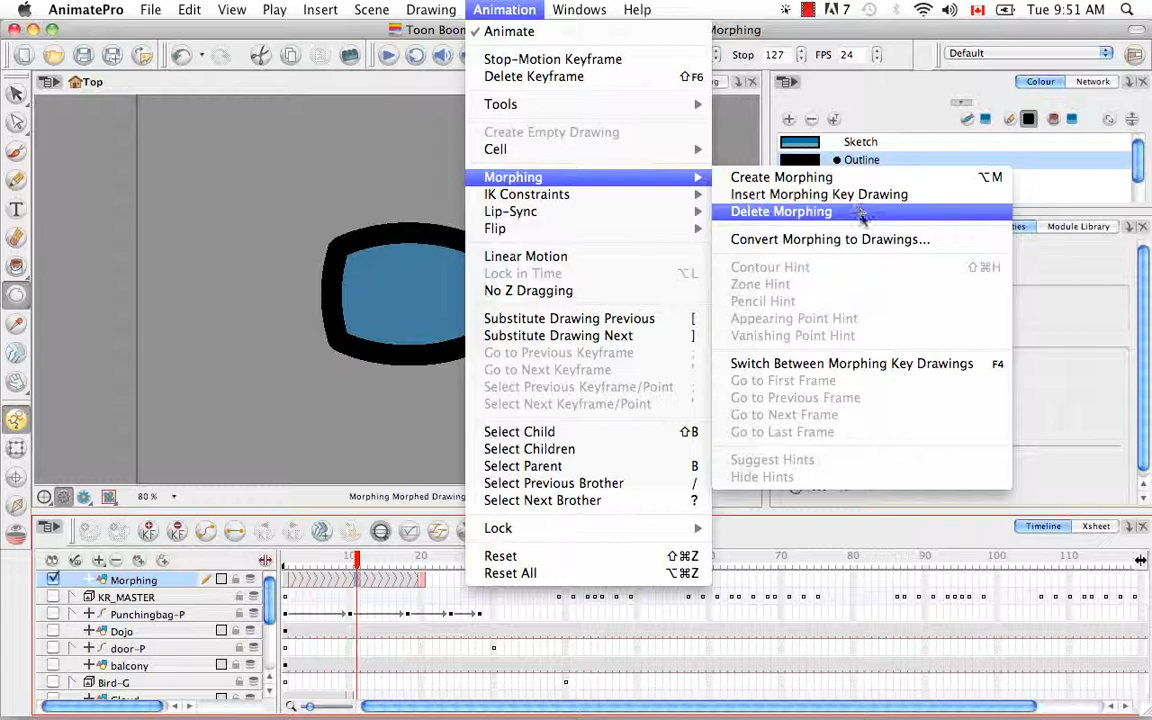 AnimatePro File Edit View Play Insert Scene Drawing Animation Windows Help 7 Tue 9:51 AM
Toon Boom
Morphing
Stop 127 FPS 24 Default
Top
Colour Network
Sketch
Outline
Module Library
Animate
Stop-Motion Keyframe
Delete Keyframe ⇧F6
Tools
Create Empty Drawing
Cell
Morphing
IK Constraints
Lip-Sync
Flip
Linear Motion
Lock in Time ⌥L
No Z Dragging
Substitute Drawing Previous [
Substitute Drawing Next ]
Go to Previous Keyframe
Go to Next Keyframe
Select Previous Keyframe/Point ;
Select Next Keyframe/Point '
Select Child ⇧B
Select Children
Select Parent B
Select Previous Brother /
Select Next Brother ?
Lock
Reset ⇧⌘Z
Reset All ⌥⌘Z
Create Morphing ⌥M
Insert Morphing Key Drawing
Delete Morphing
Convert Morphing to Drawings...
Contour Hint ⇧⌘H
Zone Hint
Pencil Hint
Appearing Point Hint
Vanishing Point Hint
Switch Between Morphing Key Drawings F4
Go to First Frame
Go to Previous Frame
Go to Next Frame
Go to Last Frame
Suggest Hints
Hide Hints
80 % Morphing Morphed Drawing
Timeline Xsheet
20 60 70 80 90 100 110
Morphing
KR_MASTER
Punchingbag-P
Dojo
door-P
balcony
Bird-G
Cloud